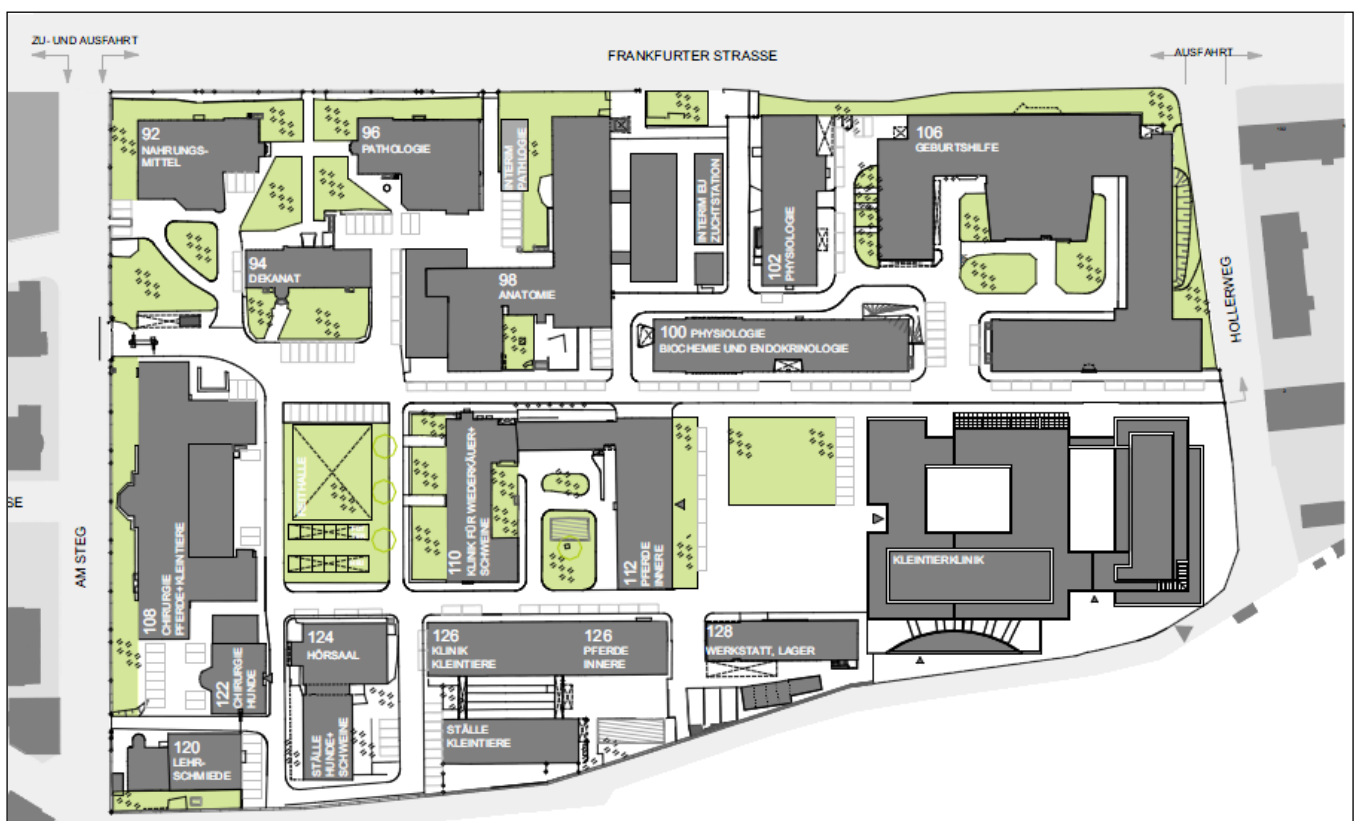 ZU- UND AUSFAHRT
FRANKFURTER STRASSE
AUSFAHRT
92
NAHRUNGS-
MITTEL
96
PATHOLOGIE
INTERIM
PATHLOGIE
INTERIM EU
ZUCHTSTATION
102
PHYSIOLOGIE
106
GEBURTSHILFE
94
DEKANAT
98
ANATOMIE
100 PHYSIOLOGIE
BIOCHEMIE UND ENDOKRINOLOGIE
HOLLERWEG
SE
AM STEG
108
CHIRURGIE
PFERDE+KLEINTIERE
REITHALLE
110
KLINIK FÜR WIEDERKÄUER+
SCHWEINE
112
PFERDE
INNERE
KLEINTIERKLINIK
122
CHIRURGIE
HUNDE
124
HÖRSAAL
STÄLLE
HUNDE+
SCHWEINE
126
KLINIK
KLEINTIERE
126
PFERDE
INNERE
128
WERKSTATT, LAGER
STÄLLE
KLEINTIERE
120
LEHR-
SCHMIEDE